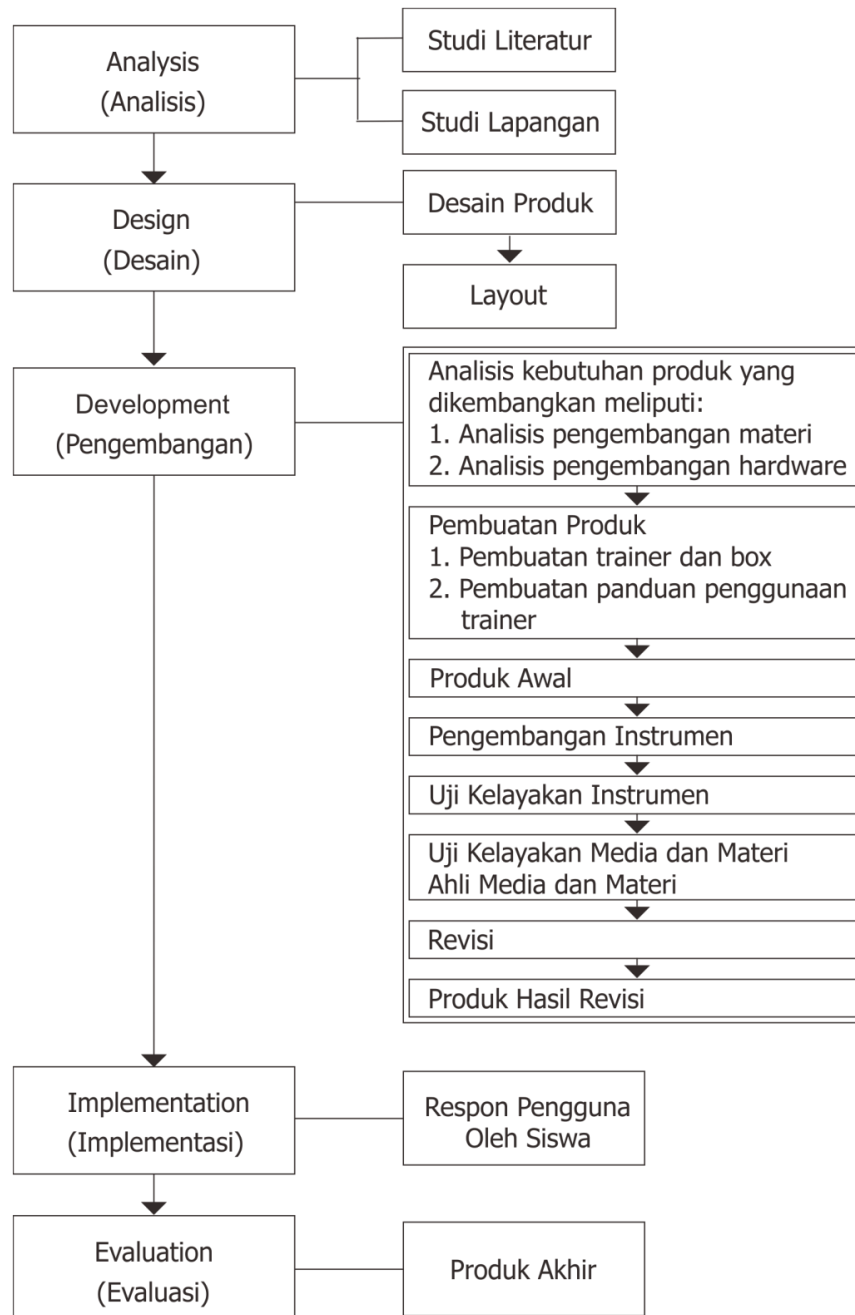 Analysis
(Analisis)
Studi Literatur
Studi Lapangan
Design
(Desain)
Desain Produk
Layout
Development
(Pengembangan)
Analisis kebutuhan produk yang
dikembangkan meliputi:
1. Analisis pengembangan materi
2. Analisis pengembangan hardware
Pembuatan Produk
1. Pembuatan trainer dan box
2. Pembuatan panduan penggunaan
trainer
Produk Awal
Pengembangan Instrumen
Uji Kelayakan Instrumen
Uji Kelayakan Media dan Materi
Ahli Media dan Materi
Revisi
Produk Hasil Revisi
Implementation
(Implementasi)
Respon Pengguna
Oleh Siswa
Evaluation
(Evaluasi)
Produk Akhir